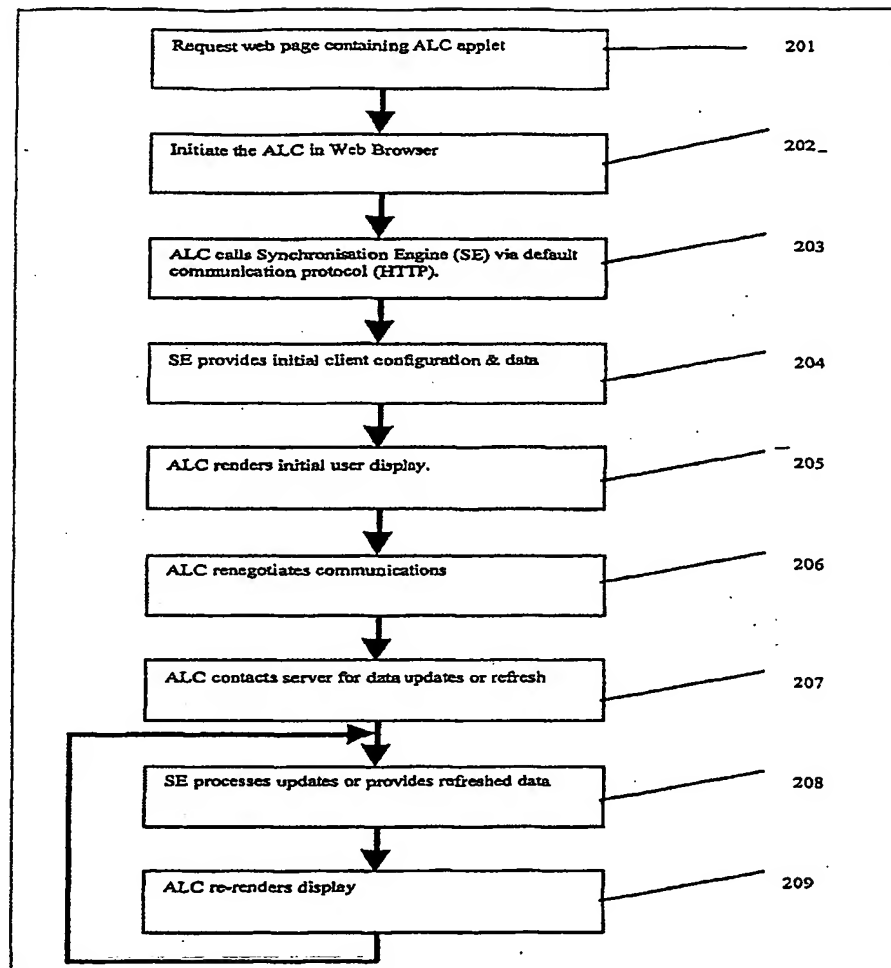 Request web page containing ALC applet
201
Initiate the ALC in Web Browser
202
ALC calls Synchronisation Engine (SE) via default
communication protocol (HTTP).
203
SE provides initial client configuration & data
204
ALC renders initial user display.
205
ALC renegotiates communications
206
ALC contacts server for data updates or refresh
207
SE processes updates or provides refreshed data
208
ALC re-renders display
209